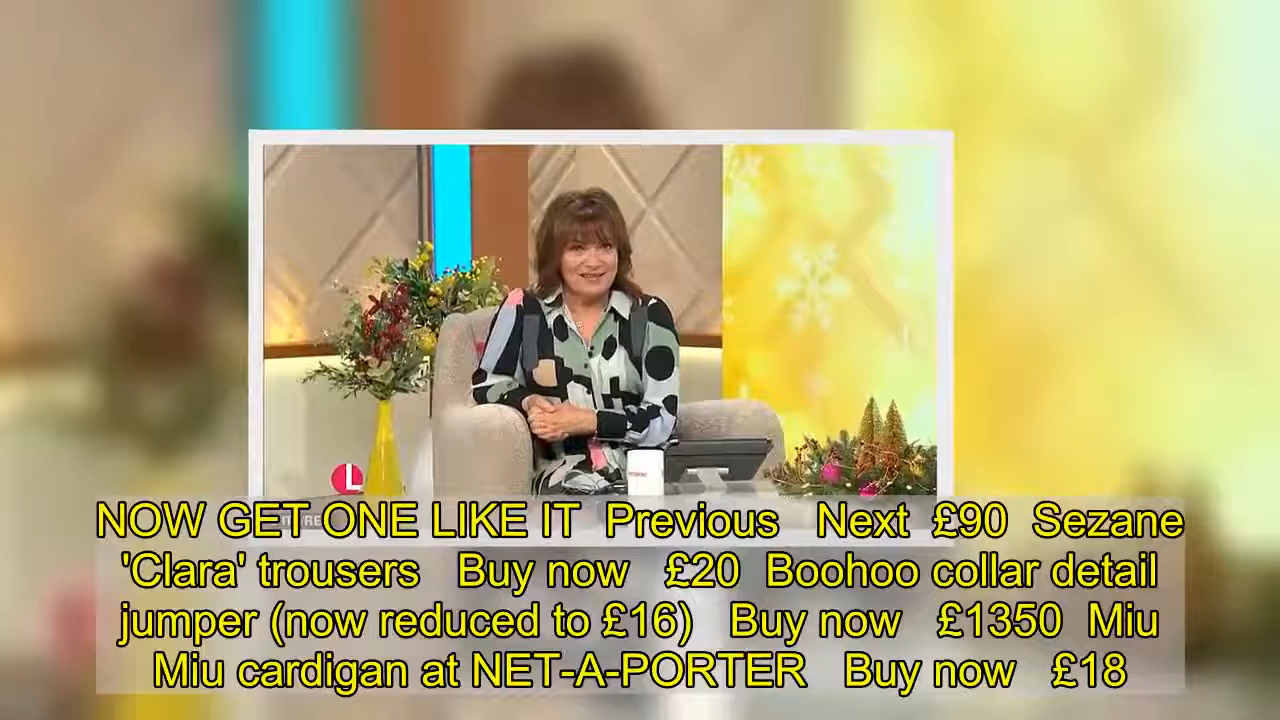 L
NOW GET ONE LIKE IT  Previous   Next  £90  Sezane
'Clara' trousers   Buy now   £20  Boohoo collar detail
jumper (now reduced to £16)   Buy now   £1350  Miu
Miu cardigan at NET-A-PORTER   Buy now   £18